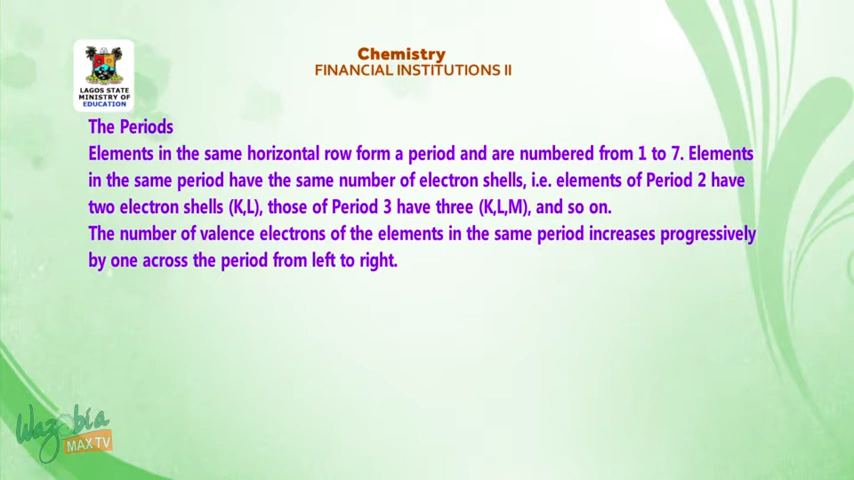 Chemistry
FINANCIAL INSTITUTIONS II
LAGOS STATE
MINISTRY OF
EDUCATION
The Periods
Elements in the same horizontal row form a period and are numbered from 1 to 7. Elements
in the same period have the same number of electron shells, i.e. elements of Period 2 have
two electron shells (K,L), those of Period 3 have three (K,L,M), and so on.
The number of valence electrons of the elements in the same period increases progressively
by one across the period from left to right.
Wazobia
MAX TV